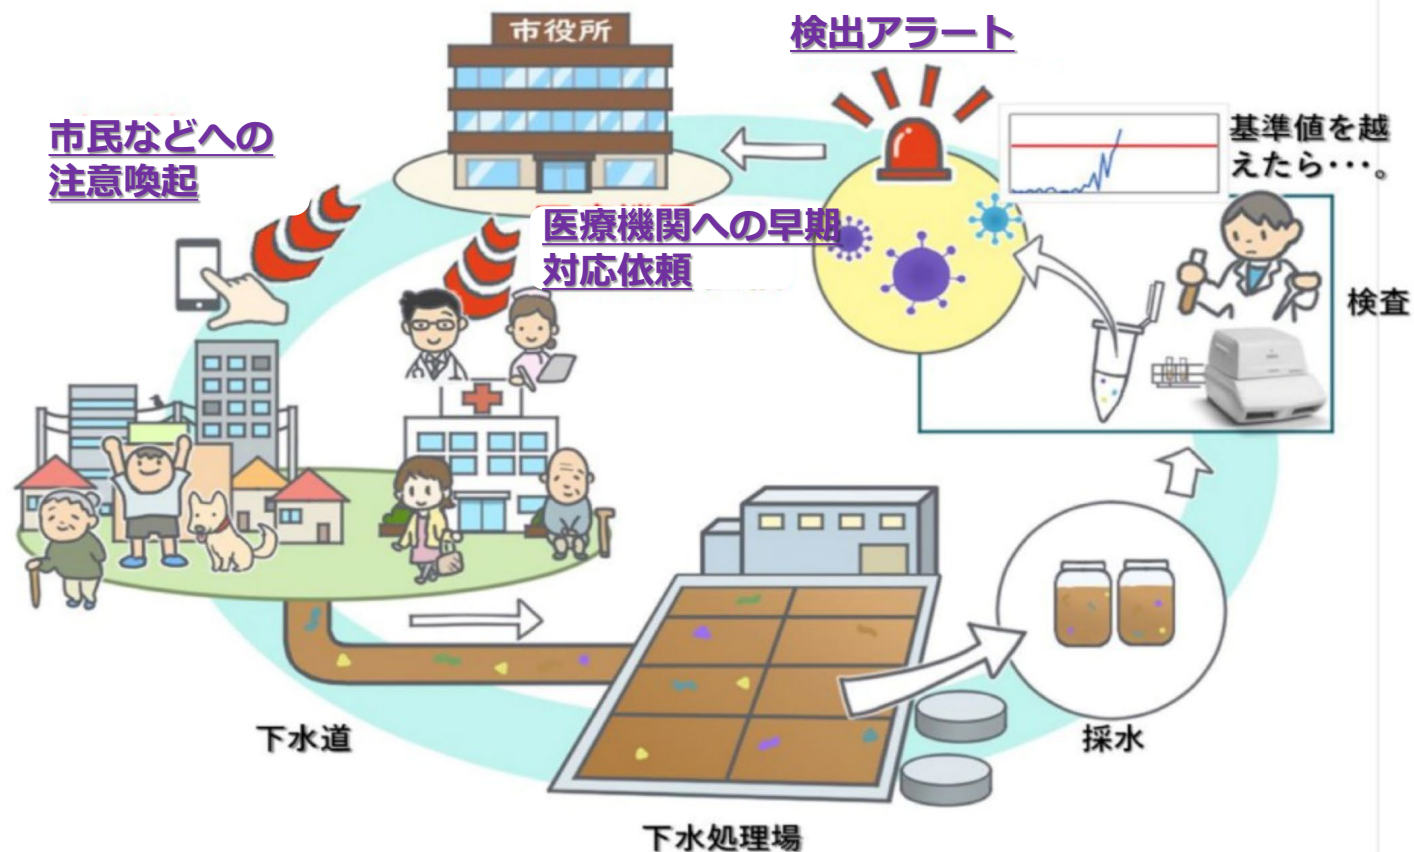 市役所
検出アラート
市民などへの
注意喚起
基準値を越
えたら・・・。
医療機関への早期
対応依頼
検査
下水道
採水
下水処理場